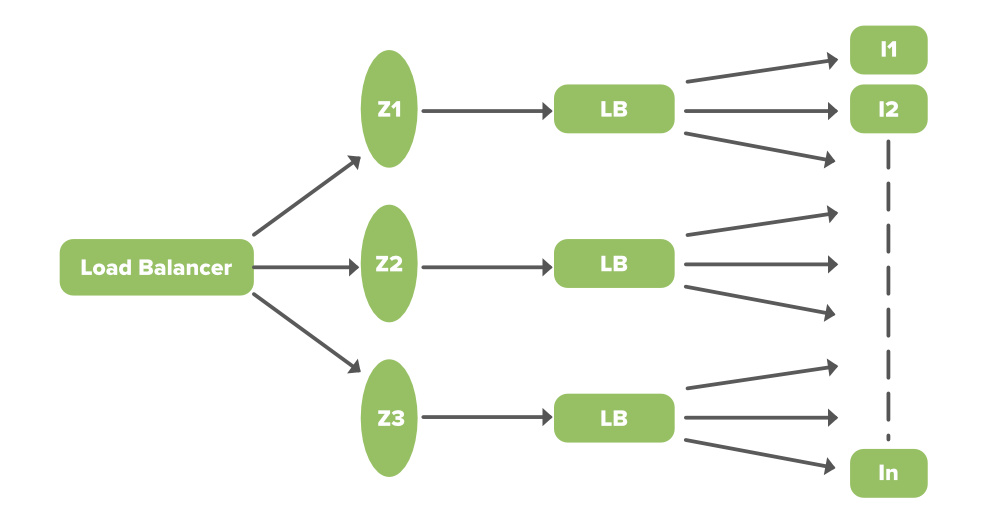 Load Balancer
Z1
LB
I1
I2
Z2
LB
Z3
LB
In